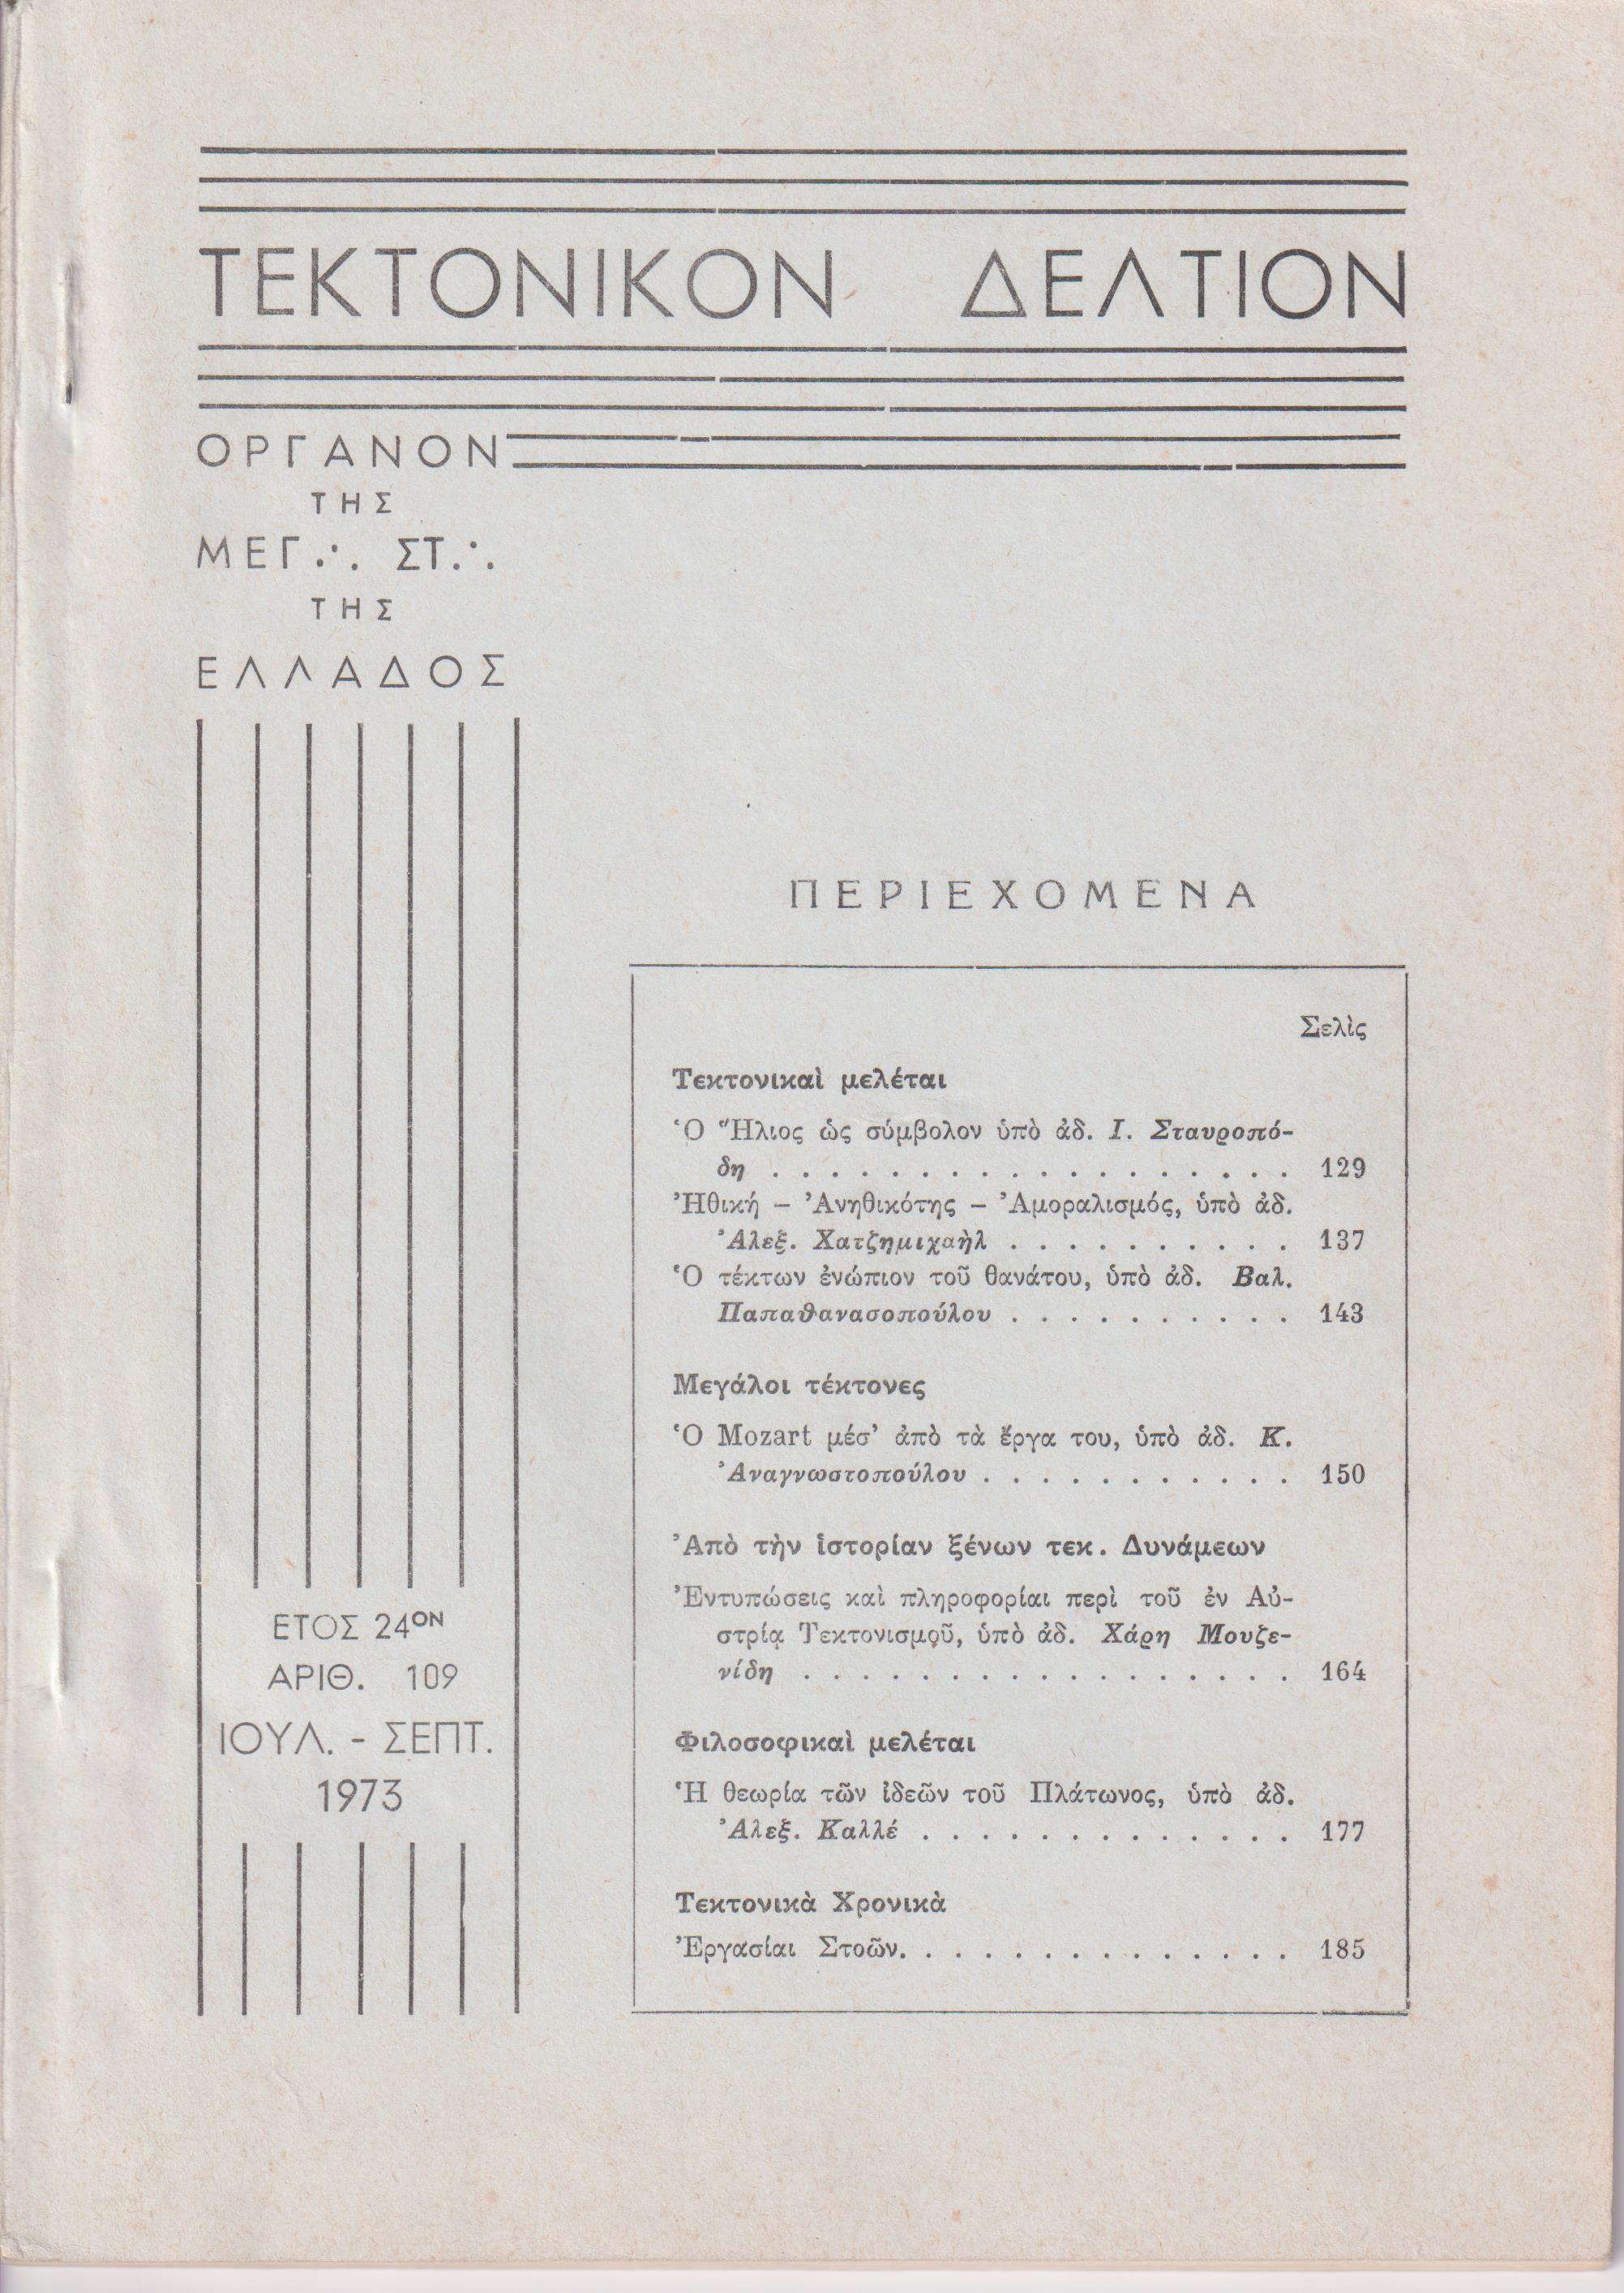 ΤΕΚΤΟΝΙΚΟΝ ΔΕΛΤΙΟΝ
ΟΡΓΑΝΟΝ
ΤΗΣ
ΜΕΓ.·. ΣΤ.·.
ΤΗΣ
ΕΛΛΑΔΟΣ
ΕΤΟΣ 24ΟΝ
ΑΡΙΘ. 109
ΙΟΥΛ. - ΣΕΠΤ.
1973
ΠΕΡΙΕΧΟΜΕΝΑ
Σελὶς
Τεκτονικαὶ μελέται
Ὁ Ἥλιος ὡς σύμβολον ὑπὸ ἀδ. Ι. Σταυροπό-
δη . . . . . . . . . . . . . . . . . . 129
Ἠθική - Ἀνηθικότης - Ἀμοραλισμός, ὑπὸ ἀδ.
Ἀλεξ. Χατζημιχαὴλ . . . . . . . . . . 137
Ὁ τέκτων ἐνώπιον τοῦ θανάτου, ὑπὸ ἀδ. Βαλ.
Παπαθανασοπούλου . . . . . . . . . . 143
Μεγάλοι τέκτονες
Ὁ Mozart μέσ' ἀπὸ τὰ ἔργα του, ὑπὸ ἀδ. Κ.
Ἀναγνωστοπούλου . . . . . . . . . . . 150
Ἀπὸ τὴν ἱστορίαν ξένων τεκ. Δυνάμεων
Ἐντυπώσεις καὶ πληροφορίαι περὶ τοῦ ἐν Αὐ-
στρίᾳ Τεκτονισμοῦ, ὑπὸ ἀδ. Χάρη Μουζε-
νίδη . . . . . . . . . . . . . . . . . 164
Φιλοσοφικαὶ μελέται
Ἡ θεωρία τῶν ἰδεῶν τοῦ Πλάτωνος, ὑπὸ ἀδ.
Ἀλεξ. Καλλέ . . . . . . . . . . . . . 177
Τεκτονικὰ Χρονικὰ
Ἐργασίαι Στοῶν. . . . . . . . . . . . . . 185